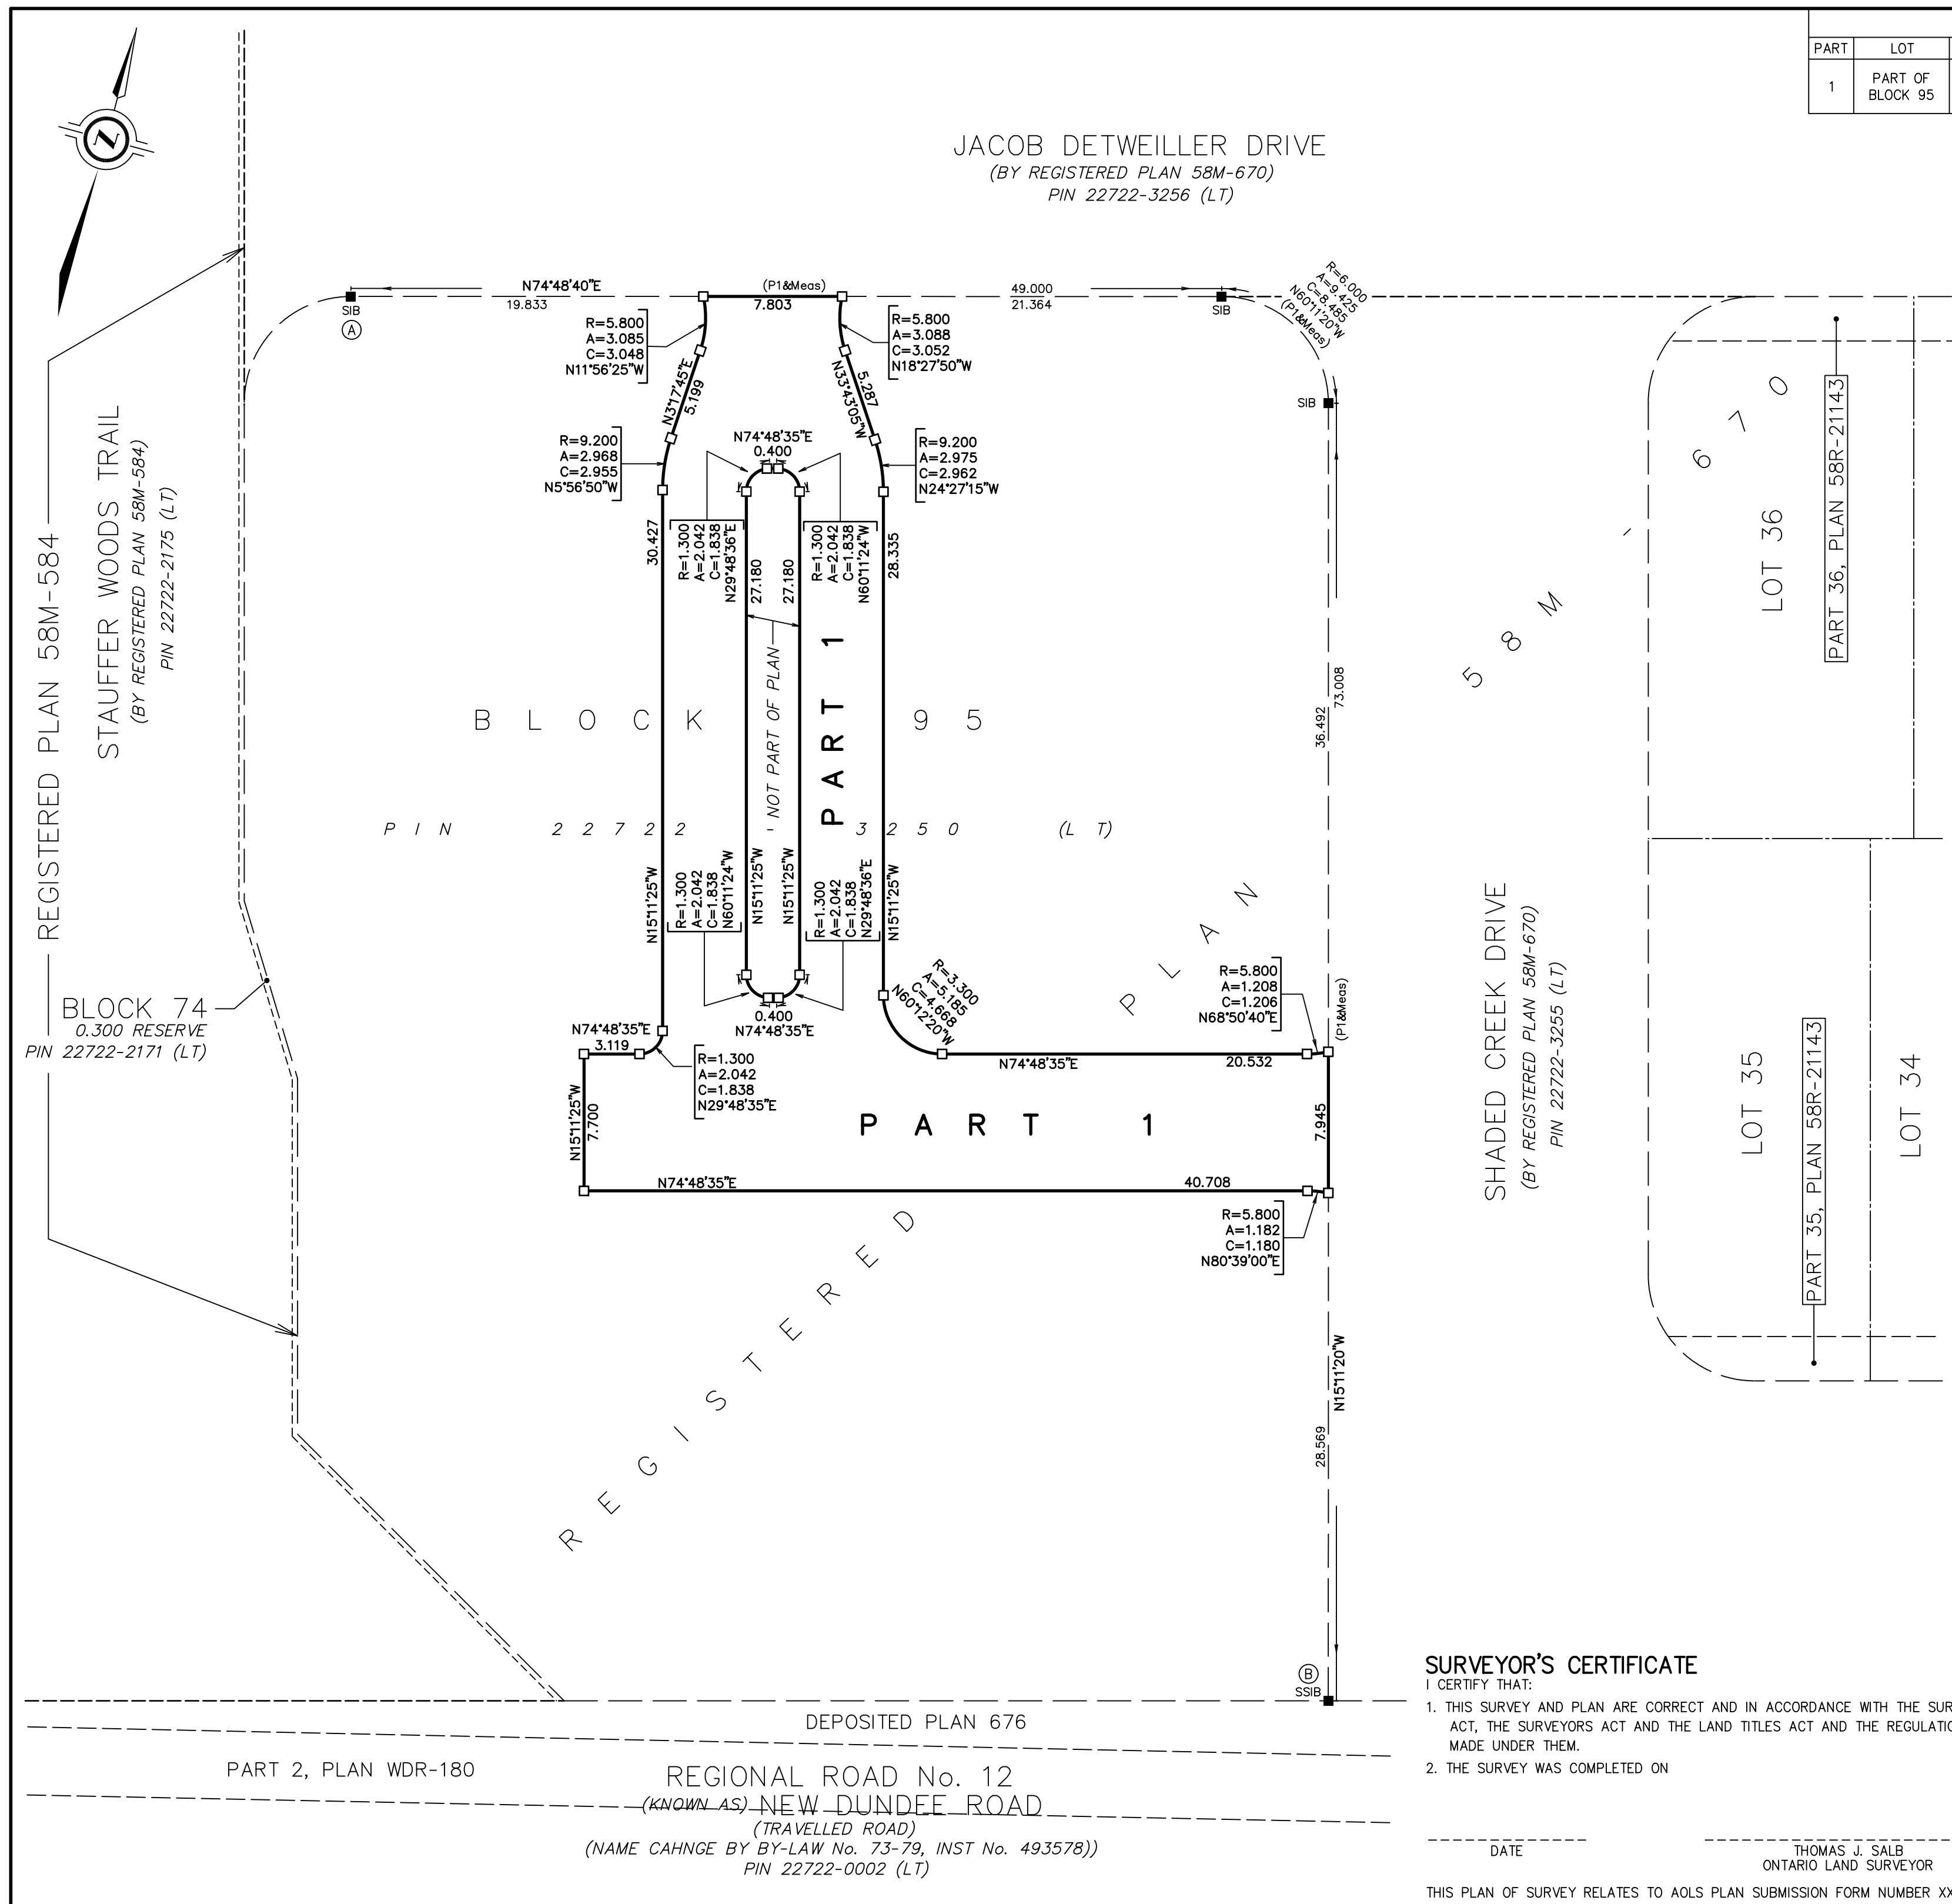 PART LOT
1 PART OF
BLOCK 95
JACOB DETWEILLER DRIVE
(BY REGISTERED PLAN 58M-670)
PIN 22722-3256 (LT)
N74°48'40"E
19.833
(P1&Meas)
7.803
49.000
21.364
SIB
A
SIB
SIB
R=6.000
A=9.425
C=8.485
N60°11'20"W
(P1&Meas)
R=5.800
A=3.085
C=3.048
N11°56'25"W
R=5.800
A=3.088
C=3.052
N18°27'50"W
N3°17'45"E
5.199
5.287
N33°43'05"W
R=9.200
A=2.968
C=2.955
N5°56'50"W
N74°48'35"E
0.400
R=9.200
A=2.975
C=2.962
N24°27'15"W
30.427
R=1.300
A=2.042
C=1.838
N29°48'36"E
27.180
27.180
R=1.300
A=2.042
C=1.838
N60°11'24"W
28.335
NOT PART OF PLAN
PART 1
BLOCK 95
PIN 22722 - 3250 (LT)
N15°11'25"W
R=1.300
A=2.042
C=1.838
N60°11'24"W
N15°11'25"W
N15°11'25"W
R=1.300
A=2.042
C=1.838
N29°48'36"E
N15°11'25"W
0.400
N74°48'35"E
R=3.300
A=5.185
C=4.668
N60°12'20"W
N74°48'35"E
3.119
R=1.300
A=2.042
C=1.838
N29°48'35"E
N15°11'25"W
7.700
N74°48'35"E
20.532
R=5.800
A=1.208
C=1.206
N68°50'40"E
(P1&Meas)
7.945
PART 1
N74°48'35"E
40.708
R=5.800
A=1.182
C=1.180
N80°39'00"E
36.492
73.008
N15°11'20"W
28.569
REGISTERED PLAN 58M-670
REGISTERED PLAN 58M-584
STAUFFER WOODS TRAIL
(BY REGISTERED PLAN 58M-584)
PIN 22722-2175 (LT)
BLOCK 74
0.300 RESERVE
PIN 22722-2171 (LT)
SHADED CREEK DRIVE
(BY REGISTERED PLAN 58M-670)
PIN 22722-3255 (LT)
LOT 36
PART 36, PLAN 58R-21143
LOT 35
PART 35, PLAN 58R-21143
LOT 34
B
SSIB
DEPOSITED PLAN 676
PART 2, PLAN WDR-180
REGIONAL ROAD No. 12
(KNOWN AS) NEW DUNDEE ROAD
(TRAVELLED ROAD)
(NAME CAHNGE BY BY-LAW No. 73-79, INST No. 493578))
PIN 22722-0002 (LT)
SURVEYOR'S CERTIFICATE
I CERTIFY THAT:
1. THIS SURVEY AND PLAN ARE CORRECT AND IN ACCORDANCE WITH THE SUR
ACT, THE SURVEYORS ACT AND THE LAND TITLES ACT AND THE REGULATIO
MADE UNDER THEM.
2. THE SURVEY WAS COMPLETED ON
DATE
THOMAS J. SALB
ONTARIO LAND SURVEYOR
THIS PLAN OF SURVEY RELATES TO AOLS PLAN SUBMISSION FORM NUMBER XX